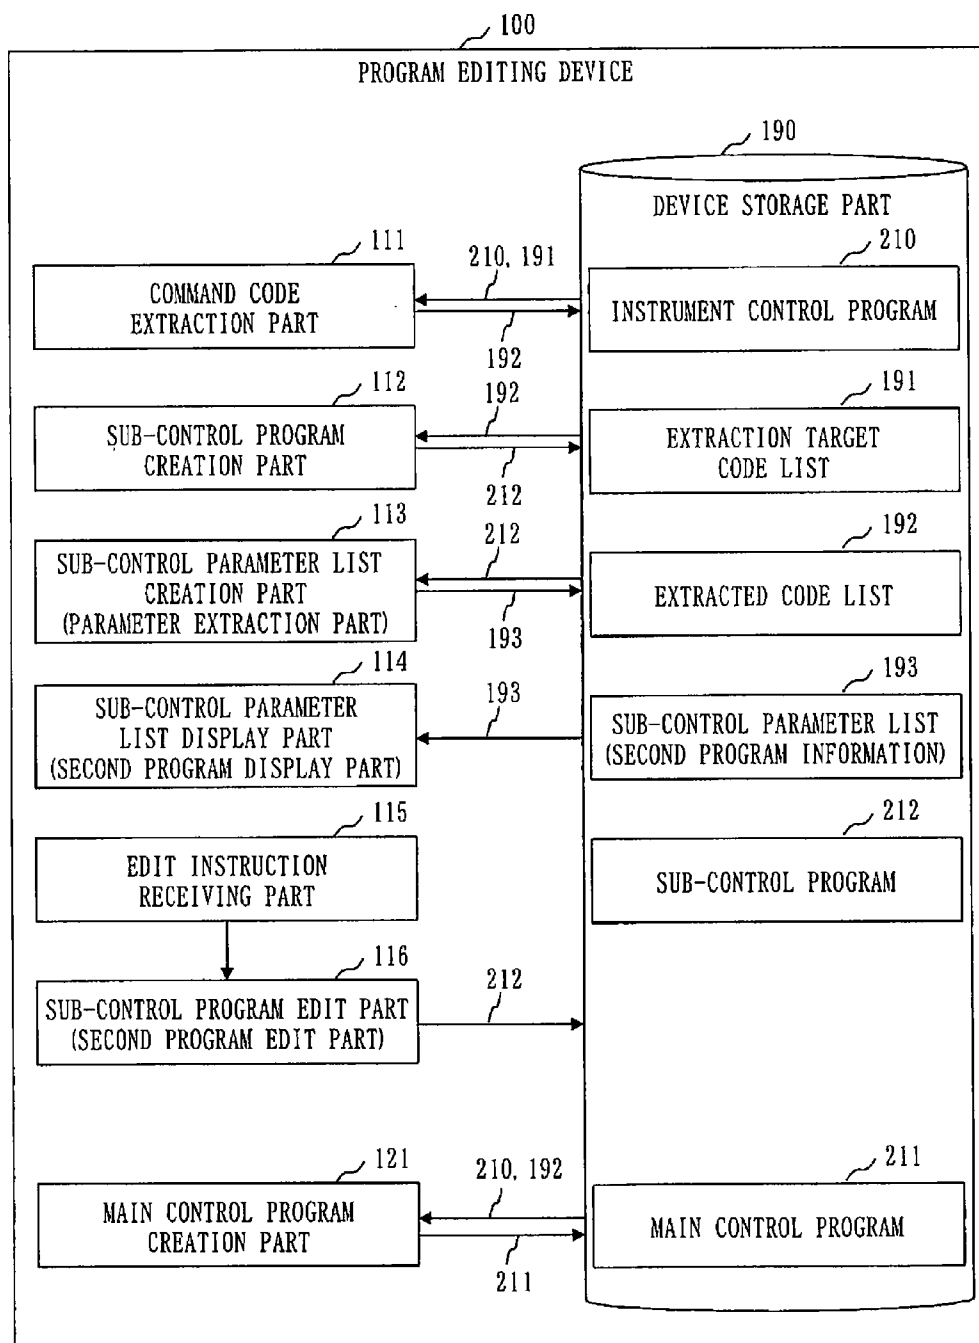 100
PROGRAM EDITING DEVICE
190
DEVICE STORAGE PART
111
COMMAND CODE
EXTRACTION PART
210, 191
192
210
INSTRUMENT CONTROL PROGRAM
112
SUB-CONTROL PROGRAM
CREATION PART
192
212
191
EXTRACTION TARGET
CODE LIST
113
SUB-CONTROL PARAMETER LIST
CREATION PART
(PARAMETER EXTRACTION PART)
212
193
192
EXTRACTED CODE LIST
114
SUB-CONTROL PARAMETER
LIST DISPLAY PART
(SECOND PROGRAM DISPLAY PART)
193
193
SUB-CONTROL PARAMETER LIST
(SECOND PROGRAM INFORMATION)
115
EDIT INSTRUCTION
RECEIVING PART
212
SUB-CONTROL PROGRAM
116
SUB-CONTROL PROGRAM EDIT PART
(SECOND PROGRAM EDIT PART)
212
121
MAIN CONTROL PROGRAM
CREATION PART
210, 192
211
211
MAIN CONTROL PROGRAM